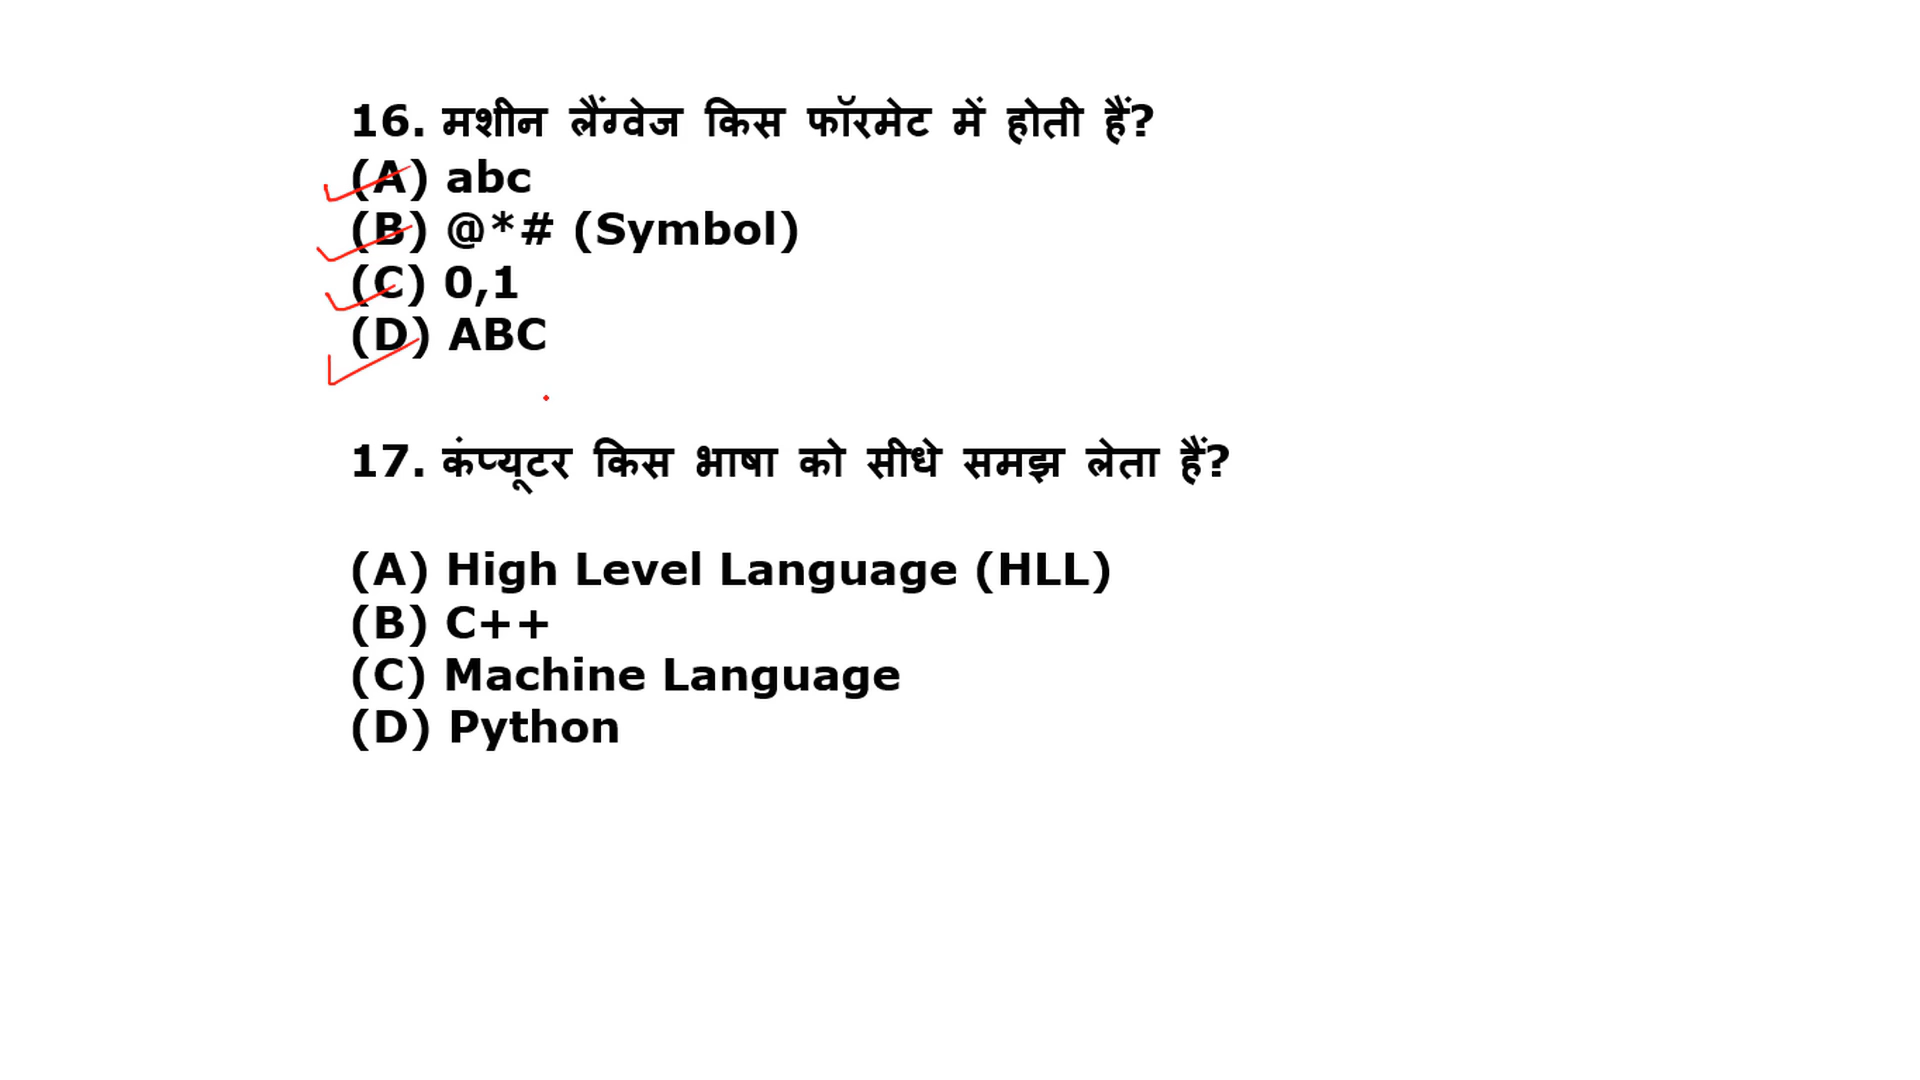 16. मशीन लैंग्वेज किस फॉरमेट में होती हैं?
(A) abc
(B) @*# (Symbol)
(C) 0,1
(D) ABC
17. कंप्यूटर किस भाषा को सीधे समझ लेता हैं?
(A) High Level Language (HLL)
(B) C++
(C) Machine Language
(D) Python